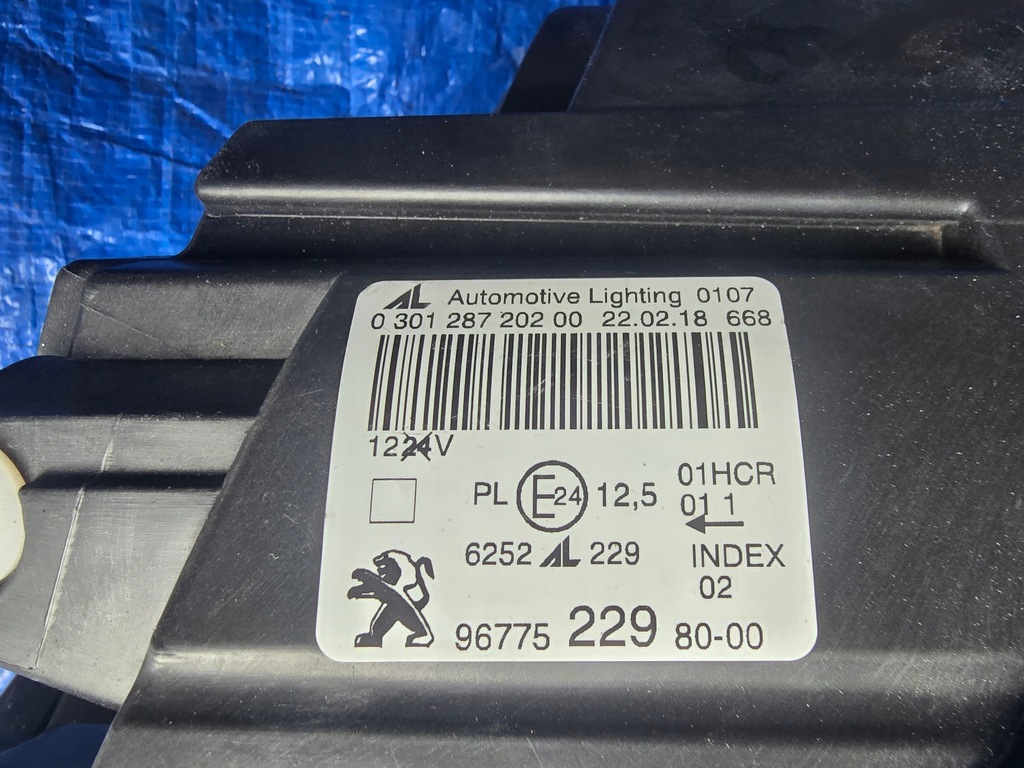 AL Automotive Lighting 0107
0 301 287 202 00 22.02.18 668
1224V
PL E24 12,5 01HCR
01 1
6252 AL 229 INDEX
02
96775 229 80-00